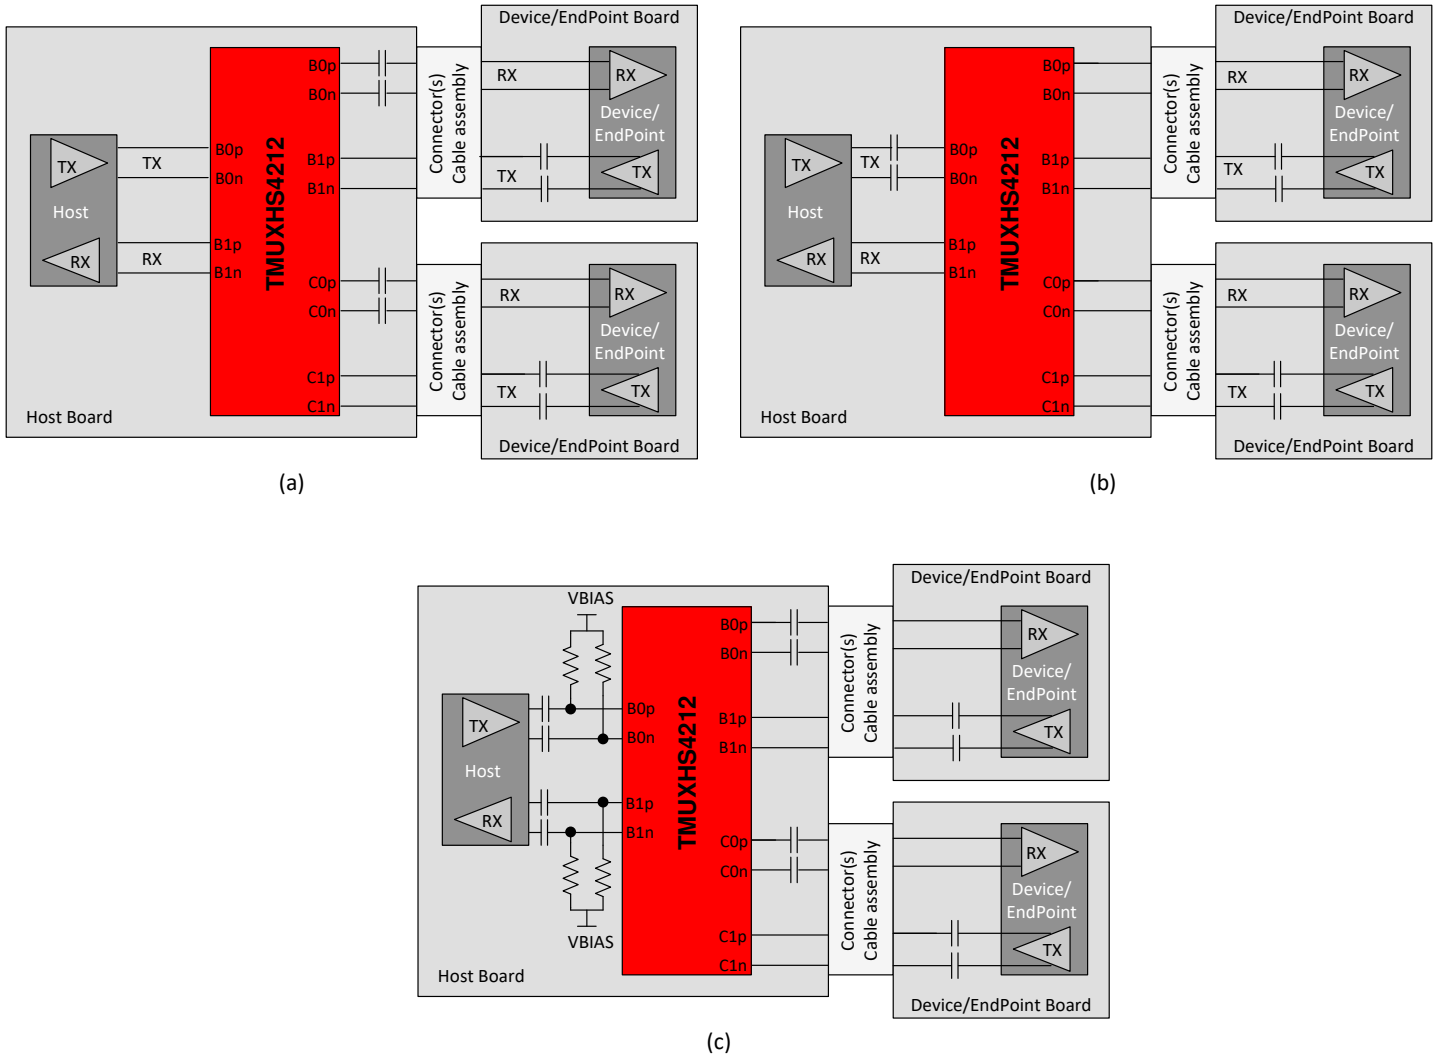 Device/EndPoint Board
B0p
B0n
RX
RX
Device/
EndPoint
Connector(s)
Cable assembly
TX
TX
B0p
B0n
TX
TX
Host
B1p
B1n
RX
RX
TMUXHS4212
B1p
B1n
C0p
C0n
RX
RX
Device/
EndPoint
Connector(s)
Cable assembly
C1p
C1n
TX
TX
Host Board
Device/EndPoint Board
(a)
Device/EndPoint Board
B0p
B0n
RX
RX
Device/
EndPoint
Connector(s)
Cable assembly
TX
TX
B0p
B0n
TX
TX
Host
B1p
B1n
RX
RX
TMUXHS4212
B1p
B1n
C0p
C0n
RX
RX
Device/
EndPoint
Connector(s)
Cable assembly
C1p
C1n
TX
TX
Host Board
Device/EndPoint Board
(b)
Device/EndPoint Board
VBIAS
B0p
B0n
RX
Device/
EndPoint
Connector(s)
Cable assembly
TX
B0p
B0n
TX
Host
B1p
B1n
RX
TMUXHS4212
B1p
B1n
C0p
C0n
RX
Device/
EndPoint
Connector(s)
Cable assembly
C1p
C1n
TX
VBIAS
Host Board
Device/EndPoint Board
(c)